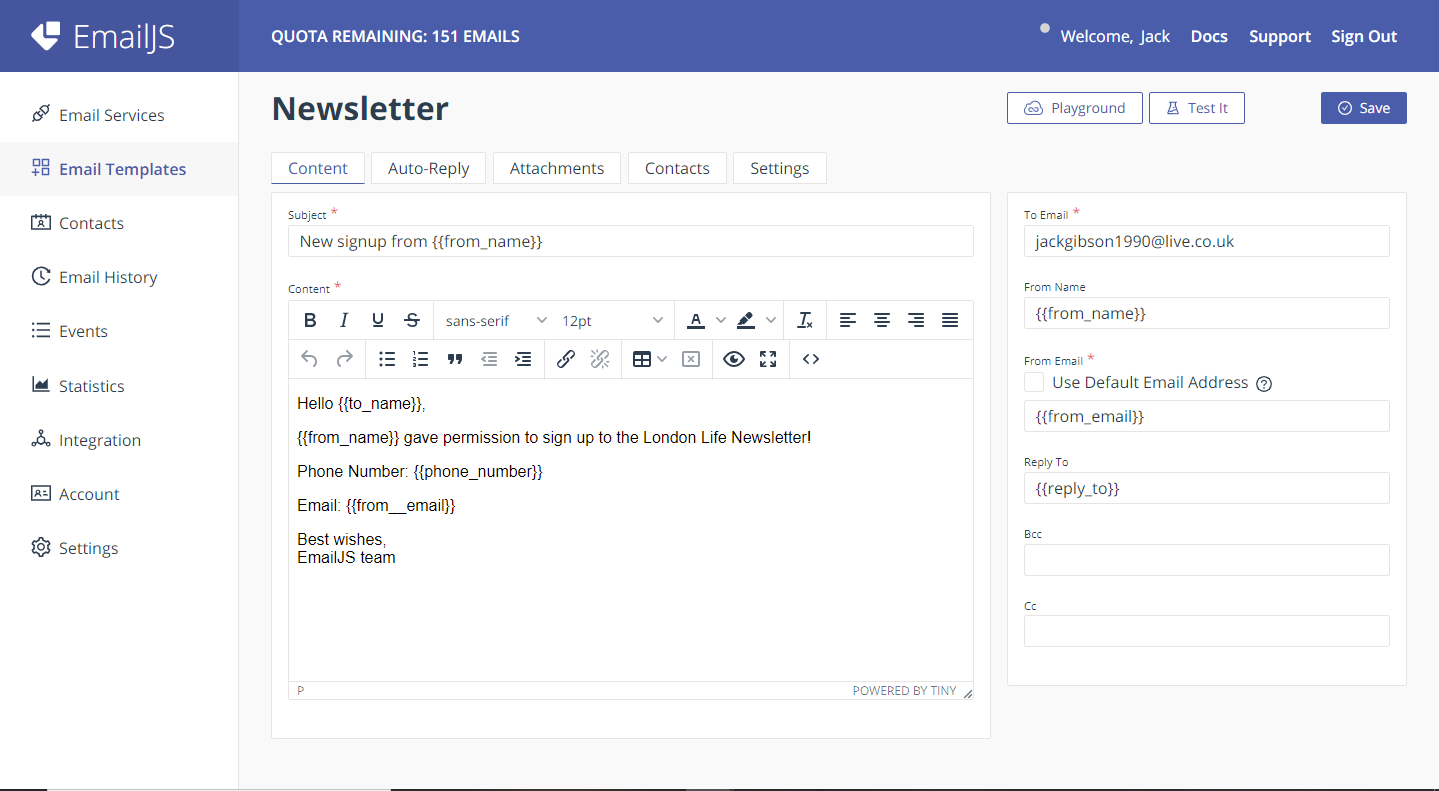 EmailJS
QUOTA REMAINING: 151 EMAILS
Welcome, Jack
Docs
Support
Sign Out
Email Services
Email Templates
Contacts
Email History
Events
Statistics
Integration
Account
Settings
Newsletter
Playground
Test It
Save
Content
Auto-Reply
Attachments
Contacts
Settings
Subject *
New signup from {{from_name}}
Content *
B I U S sans-serif 12pt A
Hello {{to_name}},
{{from_name}} gave permission to sign up to the London Life Newsletter!
Phone Number: {{phone_number}}
Email: {{from__email}}
Best wishes,
EmailJS team
P
POWERED BY TINY
To Email *
jackgibson1990@live.co.uk
From Name
{{from_name}}
From Email *
Use Default Email Address ?
{{from_email}}
Reply To
{{reply_to}}
Bcc
Cc